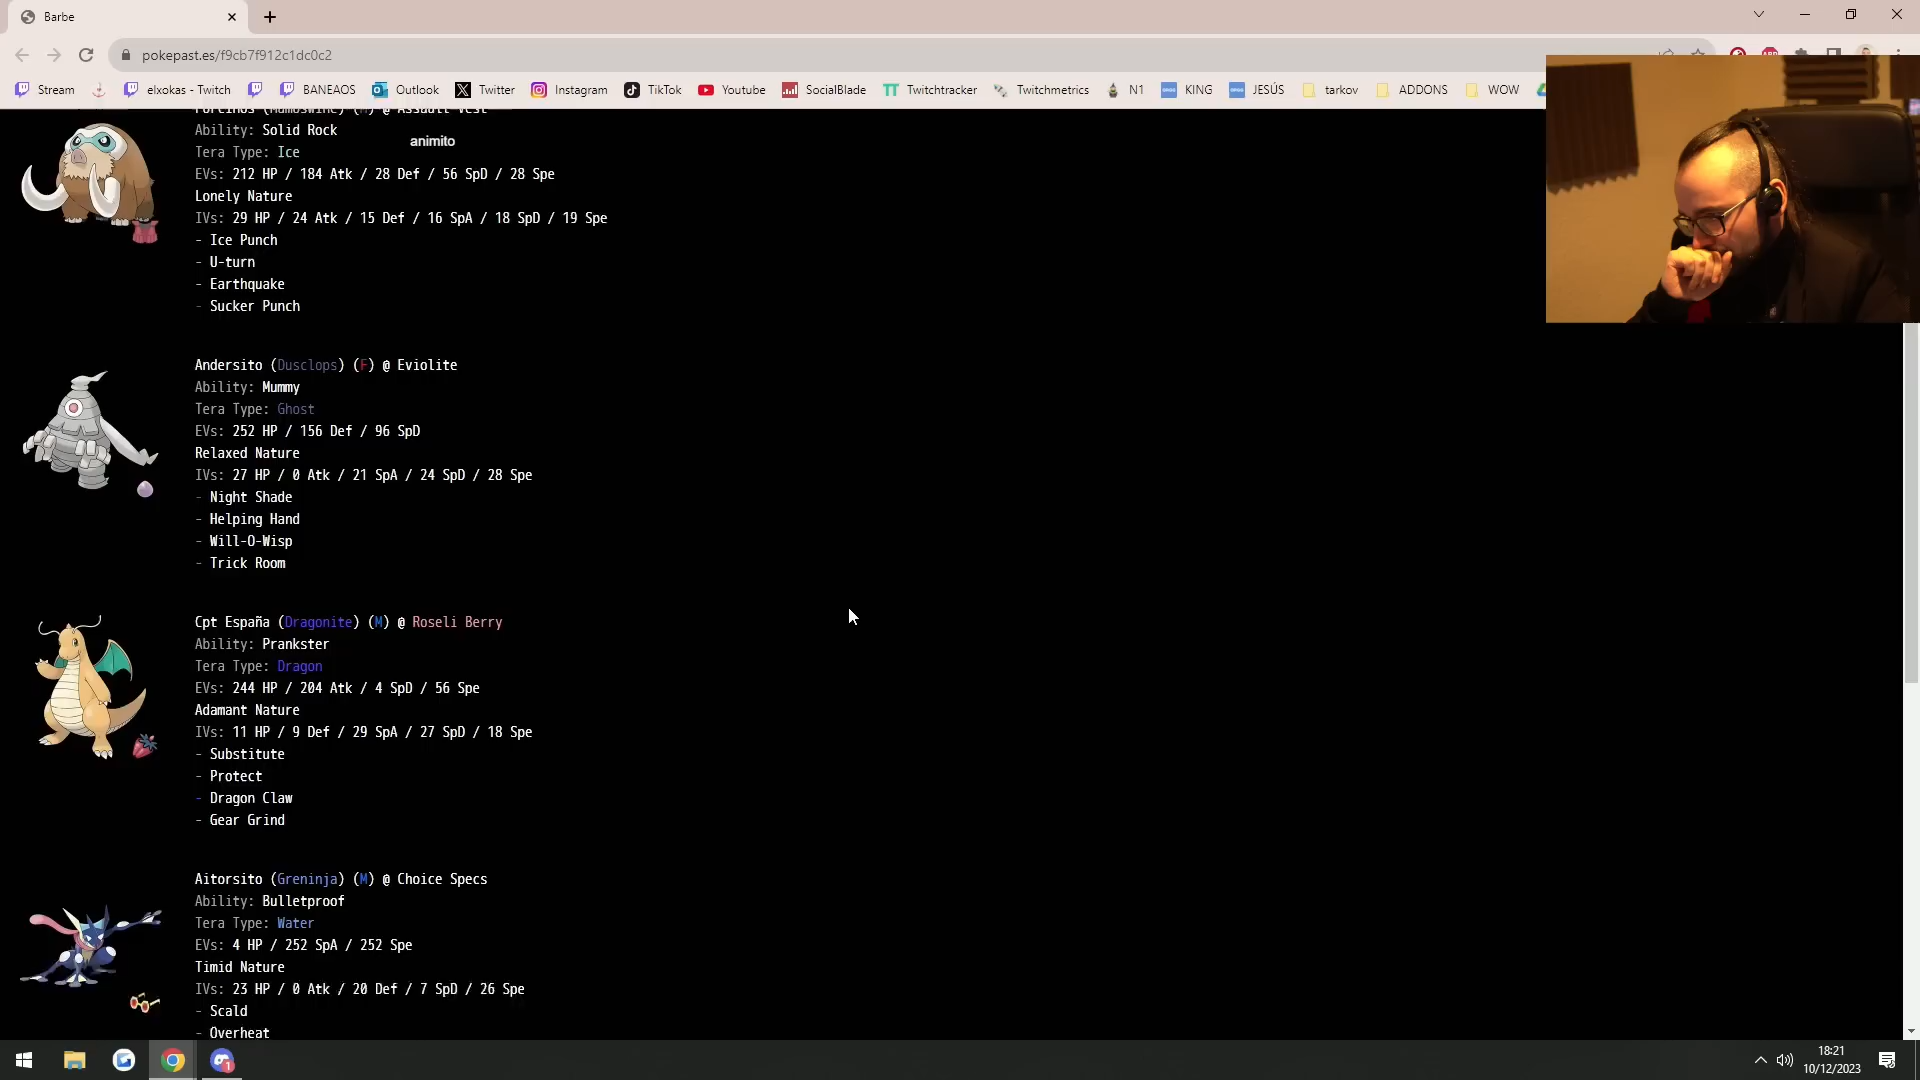 Barbe
pokepast.es/f9cb7f912c1dc0c2
Stream
elxokas - Twitch
BANEAOS
Outlook
Twitter
Instagram
TikTok
Youtube
SocialBlade
Twitchtracker
Twitchmetrics
N1
KING
JESÚS
tarkov
ADDONS
WOW
Ability: Solid Rock
animito
Tera Type: Ice
EVs: 212 HP / 184 Atk / 28 Def / 56 SpD / 28 Spe
Lonely Nature
IVs: 29 HP / 24 Atk / 15 Def / 16 SpA / 18 SpD / 19 Spe
- Ice Punch
- U-turn
- Earthquake
- Sucker Punch
Andersito (Dusclops) (F) @ Eviolite
Ability: Mummy
Tera Type: Ghost
EVs: 252 HP / 156 Def / 96 SpD
Relaxed Nature
IVs: 27 HP / 0 Atk / 21 SpA / 24 SpD / 28 Spe
- Night Shade
- Helping Hand
- Will-O-Wisp
- Trick Room
Cpt España (Dragonite) (M) @ Roseli Berry
Ability: Prankster
Tera Type: Dragon
EVs: 244 HP / 204 Atk / 4 SpD / 56 Spe
Adamant Nature
IVs: 11 HP / 9 Def / 29 SpA / 27 SpD / 18 Spe
- Substitute
- Protect
- Dragon Claw
- Gear Grind
Aitorsito (Greninja) (M) @ Choice Specs
Ability: Bulletproof
Tera Type: Water
EVs: 4 HP / 252 SpA / 252 Spe
Timid Nature
IVs: 23 HP / 0 Atk / 20 Def / 7 SpD / 26 Spe
- Scald
- Overheat
18:21
10/12/2023